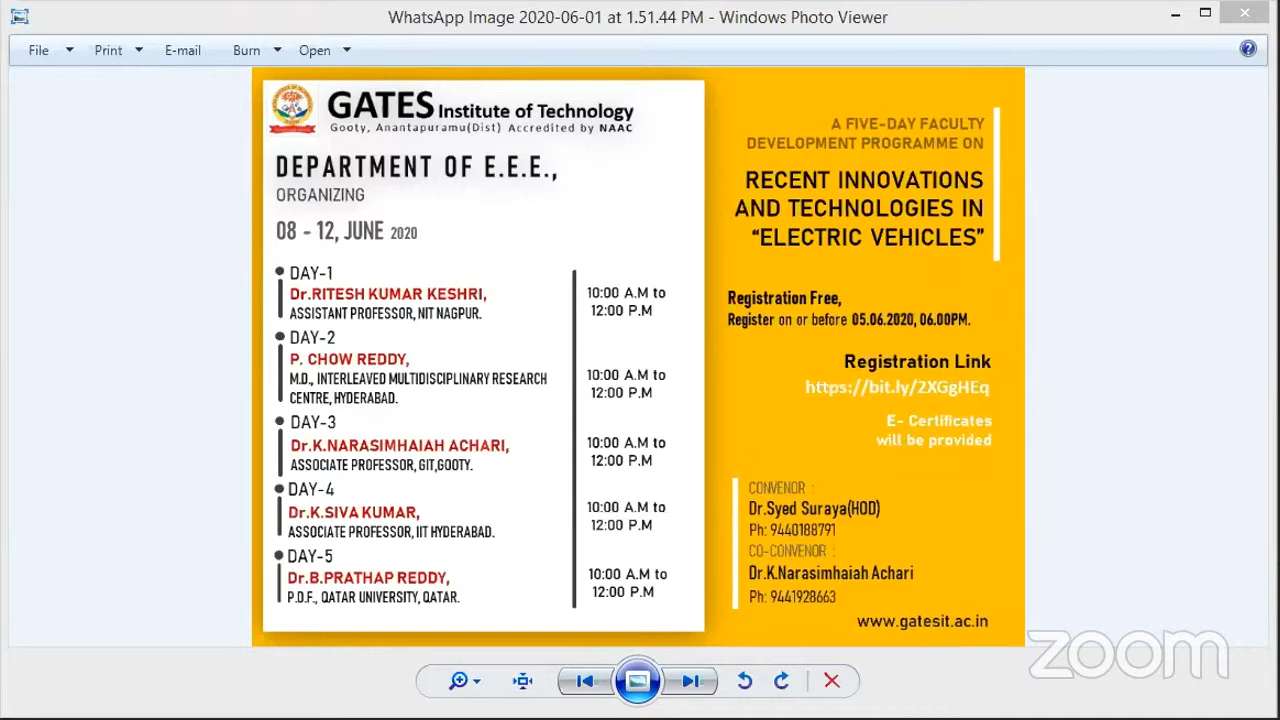 WhatsApp Image 2020-06-01 at 1.51.44 PM - Windows Photo Viewer
File Print E-mail Burn Open
GATES Institute of Technology
Gooty, Anantapuramu(Dist) Accredited by NAAC
DEPARTMENT OF E.E.E.,
ORGANIZING
08 - 12, JUNE 2020
DAY-1
Dr.RITESH KUMAR KESHRI,
ASSISTANT PROFESSOR, NIT NAGPUR.
10:00 A.M to
12:00 P.M
DAY-2
P. CHOW REDDY,
M.D., INTERLEAVED MULTIDISCIPLINARY RESEARCH
CENTRE, HYDERABAD.
10:00 A.M to
12:00 P.M
DAY-3
Dr.K.NARASIMHAIAH ACHARI,
ASSOCIATE PROFESSOR, GIT,GOOTY.
10:00 A.M to
12:00 P.M
DAY-4
Dr.K.SIVA KUMAR,
ASSOCIATE PROFESSOR, IIT HYDERABAD.
10:00 A.M to
12:00 P.M
DAY-5
Dr.B.PRATHAP REDDY,
P.D.F., QATAR UNIVERSITY, QATAR.
10:00 A.M to
12:00 P.M
A FIVE-DAY FACULTY
DEVELOPMENT PROGRAMME ON
RECENT INNOVATIONS
AND TECHNOLOGIES IN
“ELECTRIC VEHICLES”
Registration Free,
Register on or before 05.06.2020, 06.00PM.
Registration Link
https://bit.ly/2XGgHEq
E- Certificates
will be provided
CONVENOR :
Dr.Syed Suraya(HOD)
Ph: 9440188791
CO-CONVENOR :
Dr.K.Narasimhaiah Achari
Ph: 9441928663
www.gatesit.ac.in
zoom